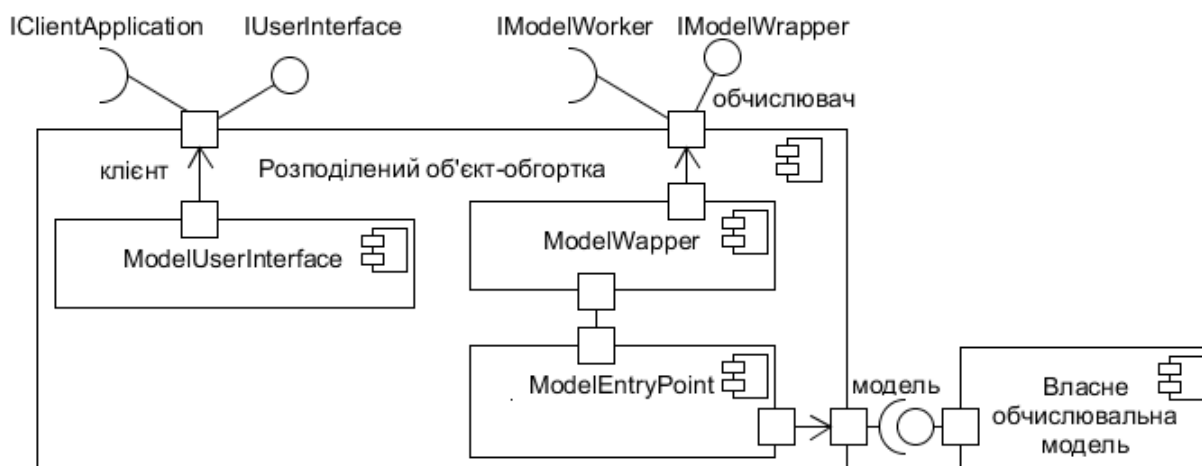 IClientApplication
IUserInterface
IModelWorker
IModelWrapper
обчислювач
клієнт
Розподілений об'єкт-обгортка
ModelUserInterface
ModelWapper
ModelEntryPoint
модель
Власне
обчислювальна
модель